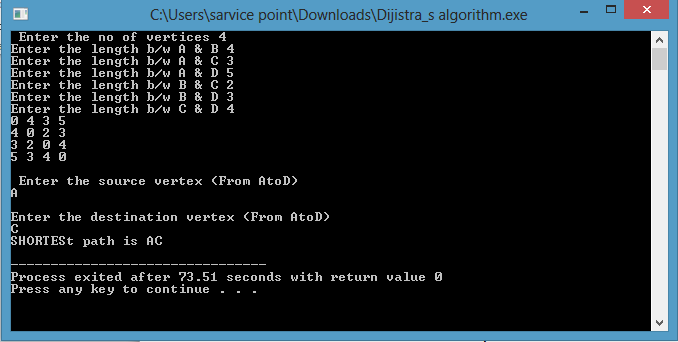 C:\Users\sarvice point\Downloads\Dijistra_s algorithm.exe
Enter the no of vertices 4
Enter the length b/w A & B 4
Enter the length b/w A & C 3
Enter the length b/w A & D 5
Enter the length b/w B & C 2
Enter the length b/w B & D 3
Enter the length b/w C & D 4
0 4 3 5
4 0 2 3
3 2 0 4
5 3 4 0
Enter the source vertex (From AtoD)
A
Enter the destination vertex (From AtoD)
C
SHORTESt path is AC
--------------------------------
Process exited after 73.51 seconds with return value 0
Press any key to continue . . .